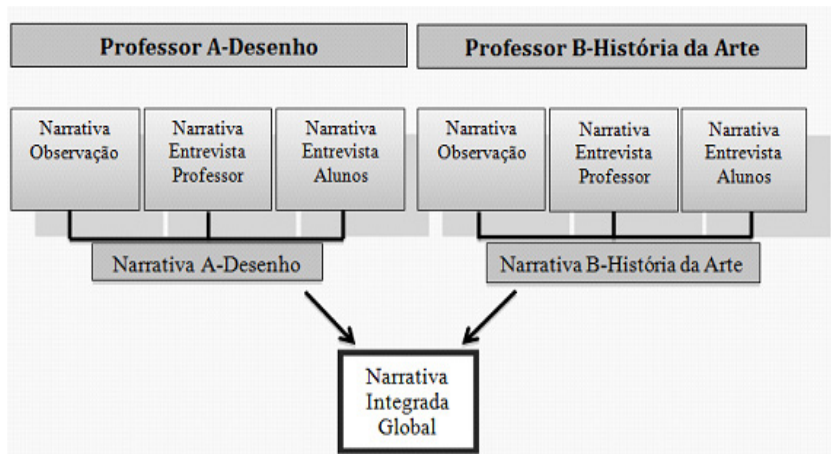 Professor A-Desenho
Professor B-História da Arte
Narrativa
Observação
Narrativa
Entrevista
Professor
Narrativa
Entrevista
Alunos
Narrativa
Observação
Narrativa
Entrevista
Professor
Narrativa
Entrevista
Alunos
Narrativa A-Desenho
Narrativa B-História da Arte
Narrativa
Integrada
Global